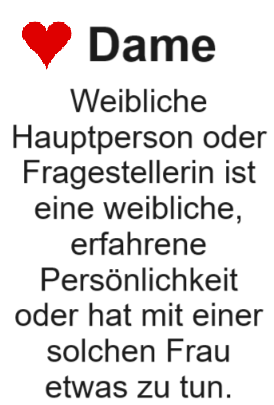 Dame
Weibliche
Hauptperson oder
Fragestellerin ist
eine weibliche,
erfahrene
Persönlichkeit
oder hat mit einer
solchen Frau
etwas zu tun.